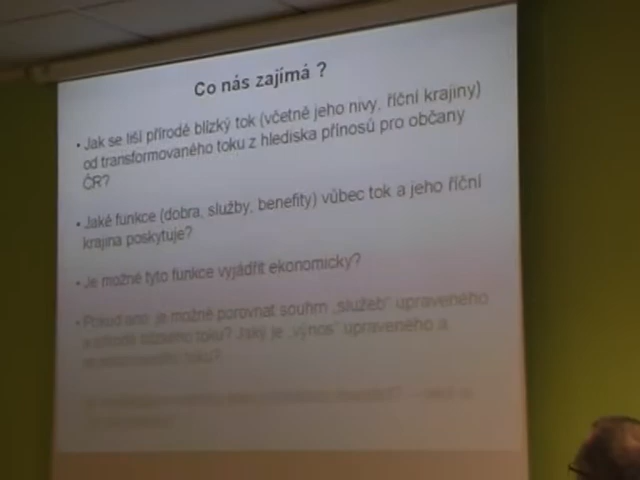 Co nás zajímá ?
• Jak se liší přírodě blízký tok (včetně jeho nivy, říční krajiny)
od transformovaného toku z hlediska přínosů pro občany
ČR?
• Jaké funkce (dobra, služby, benefity) vůbec tok a jeho říční
krajina poskytuje?
• Je možné tyto funkce vyjádřit ekonomicky?
• Pokud ano, je možné porovnat souhrn „služeb“ upraveného
a přírodě blízkého toku? Jaký je „výnos“ upraveného a
toku?